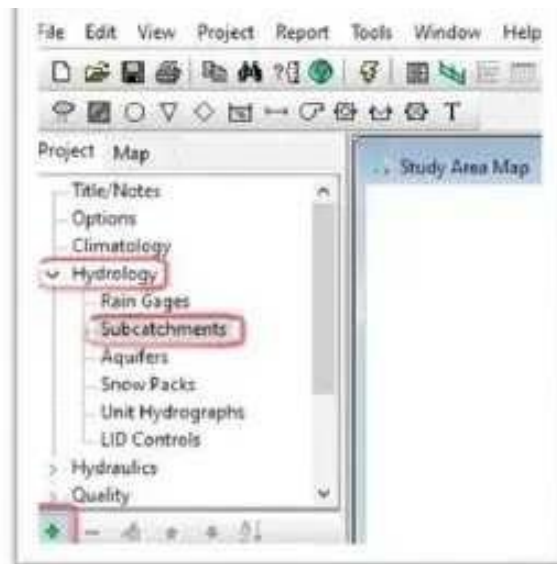 File Edit View Project Report Tools Window Help
T
Project Map
Study Area Map
Title/Notes
Options
Climatology
Hydrology
Rain Gages
Subcatchments
Aquifers
Snow Packs
Unit Hydrographs
LID Controls
Hydraulics
Quality